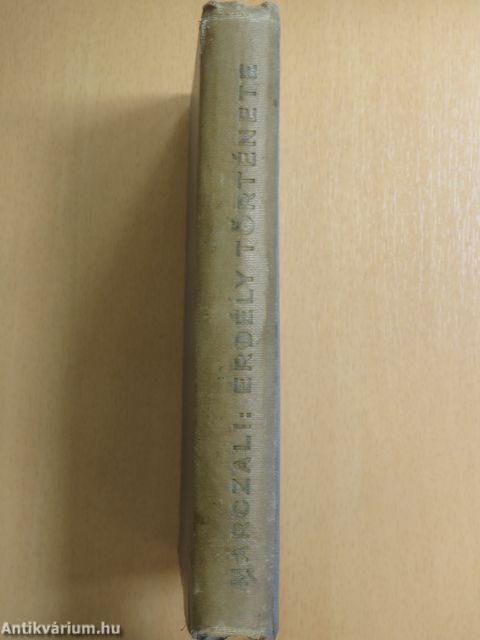 MARCZALI: ERDÉLY TÖRTÉNETE
Antikvárium.hu